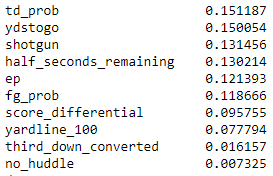 td_prob 0.151187
ydstogo 0.150054
shotgun 0.131456
half_seconds_remaining 0.130214
ep 0.121393
fg_prob 0.118666
score_differential 0.095755
yardline_100 0.077794
third_down_converted 0.016157
no_huddle 0.007325